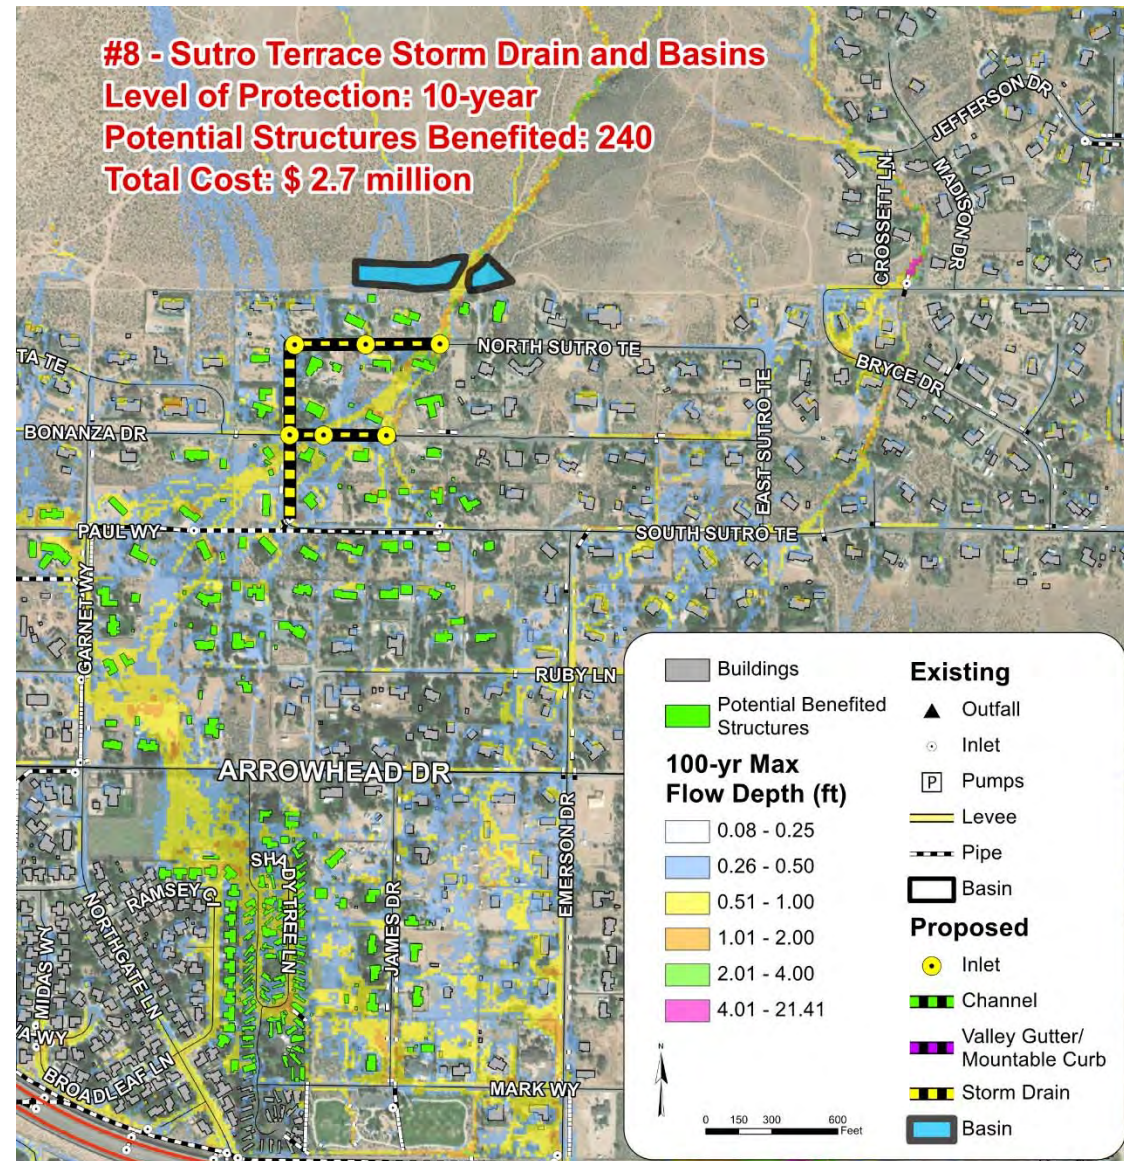 #8 - Sutro Terrace Storm Drain and Basins
Level of Protection: 10-year
Potential Structures Benefited: 240
Total Cost: $ 2.7 million
JEFFERSON DR
MADISON DR
CROSSETT LN
NORTH SUTRO TE
TA TE
BRYCE DR
EAST SUTRO TE
BONANZA DR
PAUL WY
SOUTH SUTRO TE
GARNET WY
RUBY LN
ARROWHEAD DR
EMERSON DR
SHADY TREE LN
JAMES DR
RAMSEY CI
NORTHGATE LN
MIDAS WY
A WY
BROADLEAF LN
MARK WY
Buildings
Potential Benefited
Structures
100-yr Max
Flow Depth (ft)
0.08 - 0.25
0.26 - 0.50
0.51 - 1.00
1.01 - 2.00
2.01 - 4.00
4.01 - 21.41
N
0 150 300 600
Feet
Existing
Outfall
Inlet
P Pumps
Levee
Pipe
Basin
Proposed
Inlet
Channel
Valley Gutter/
Mountable Curb
Storm Drain
Basin